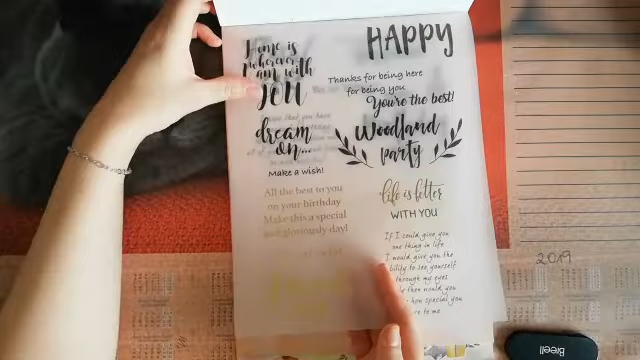 Home is
wherever
I am with
YOU
dream
on...
Make a wish!
All the best to you
on your birthday
Make this a special
and gloriously day!
HAPPY
Thanks for being here
for being you
You're the best!
Woodland
party
life is better
WITH YOU
If I could give you
one thing in life
I would give you the
ability to see yourself
through my eyes
then would you
how special you
to me
2019